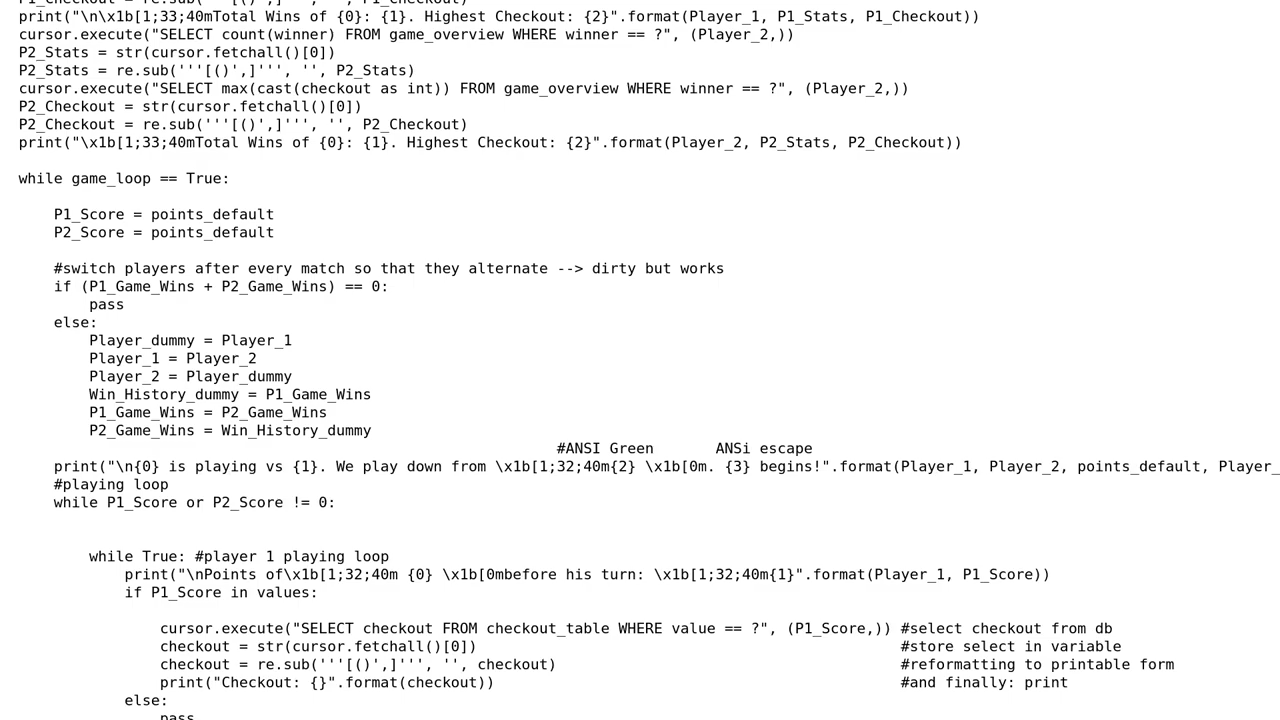 P1_Checkout = re.sub('''[()',]''', '', P1_Checkout)
print("\n\x1b[1;33;40mTotal Wins of {0}: {1}. Highest Checkout: {2}".format(Player_1, P1_Stats, P1_Checkout))
cursor.execute("SELECT count(winner) FROM game_overview WHERE winner == ?", (Player_2,))
P2_Stats = str(cursor.fetchall()[0])
P2_Stats = re.sub('''[()',]''', '', P2_Stats)
cursor.execute("SELECT max(cast(checkout as int)) FROM game_overview WHERE winner == ?", (Player_2,))
P2_Checkout = str(cursor.fetchall()[0])
P2_Checkout = re.sub('''[()',]''', '', P2_Checkout)
print("\x1b[1;33;40mTotal Wins of {0}: {1}. Highest Checkout: {2}".format(Player_2, P2_Stats, P2_Checkout))
while game_loop == True:
P1_Score = points_default
P2_Score = points_default
#switch players after every match so that they alternate --> dirty but works
if (P1_Game_Wins + P2_Game_Wins) == 0:
pass
else:
Player_dummy = Player_1
Player_1 = Player_2
Player_2 = Player_dummy
Win_History_dummy = P1_Game_Wins
P1_Game_Wins = P2_Game_Wins
P2_Game_Wins = Win_History_dummy
#ANSI Green ANSi escape
print("\n{0} is playing vs {1}. We play down from \x1b[1;32;40m{2} \x1b[0m. {3} begins!".format(Player_1, Player_2, points_default, Player_
#playing loop
while P1_Score or P2_Score != 0:
while True: #player 1 playing loop
print("\nPoints of\x1b[1;32;40m {0} \x1b[0mbefore his turn: \x1b[1;32;40m{1}".format(Player_1, P1_Score))
if P1_Score in values:
cursor.execute("SELECT checkout FROM checkout_table WHERE value == ?", (P1_Score,)) #select checkout from db
checkout = str(cursor.fetchall()[0]) #store select in variable
checkout = re.sub('''[()',]''', '', checkout) #reformatting to printable form
print("Checkout: {}".format(checkout)) #and finally: print
else:
pass